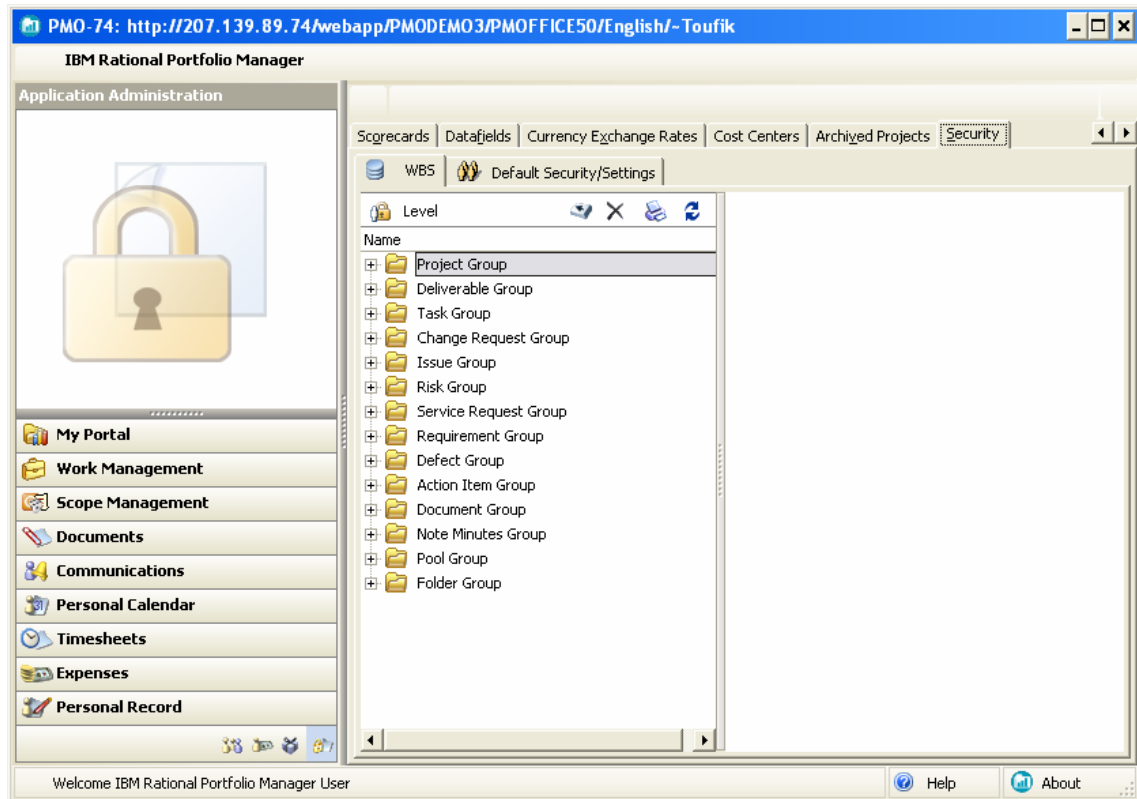 PMO-74: http://207.139.89.74/webapp/PMODEMO3/PMOFFICE50/English/~Toufik
IBM Rational Portfolio Manager
Application Administration
Scorecards
Datafields
Currency Exchange Rates
Cost Centers
Archived Projects
Security
WBS
Default Security/Settings
Level
Name
Project Group
Deliverable Group
Task Group
Change Request Group
Issue Group
Risk Group
Service Request Group
Requirement Group
Defect Group
Action Item Group
Document Group
Note Minutes Group
Pool Group
Folder Group
My Portal
Work Management
Scope Management
Documents
Communications
Personal Calendar
Timesheets
Expenses
Personal Record
Welcome IBM Rational Portfolio Manager User
Help
About